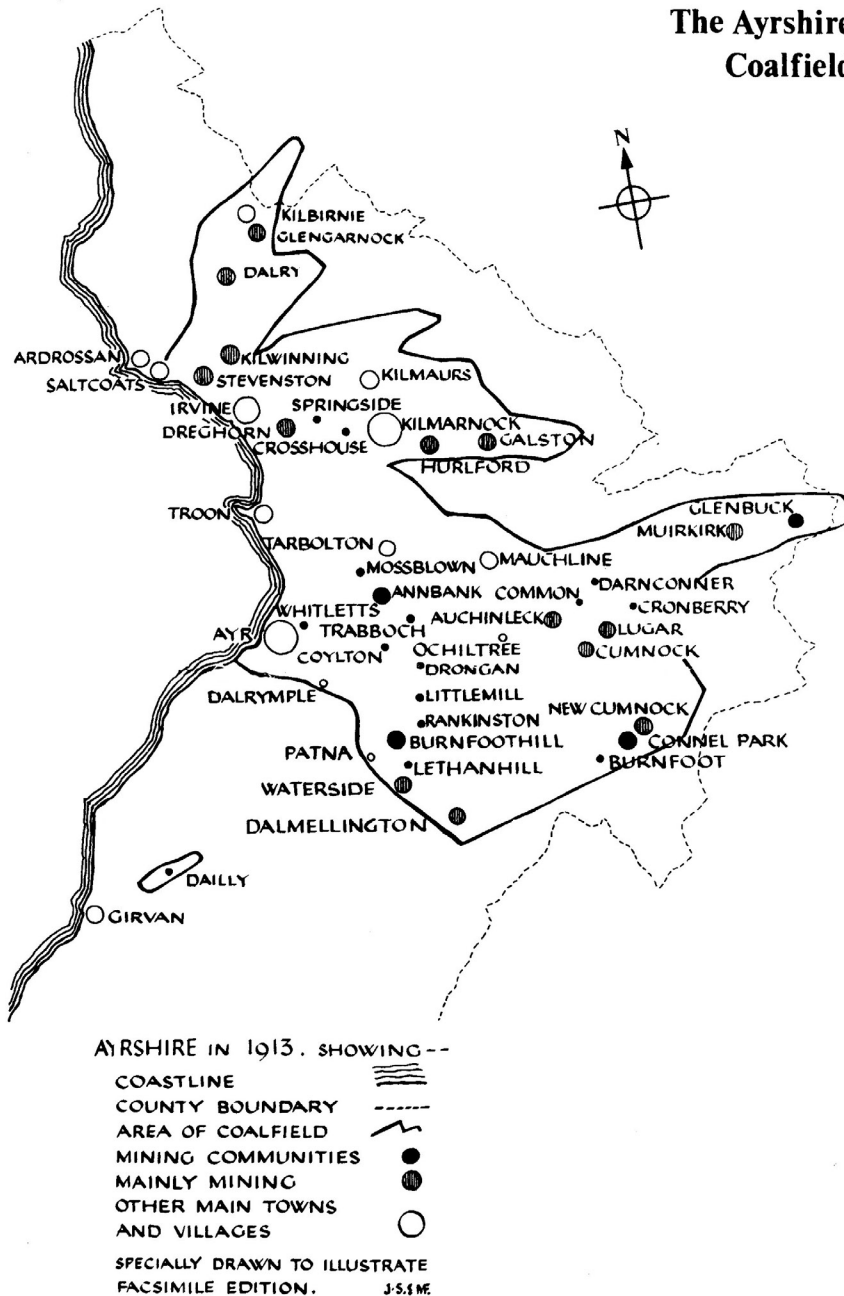 The Ayrshire
Coalfield
N
KILBIRNIE
GLENGARNOCK
DALRY
ARDROSSAN
SALTCOATS
KILWINNING
STEVENSTON
KILMAURS
IRVINE
SPRINGSIDE
DREGHORN
KILMARNOCK
CROSSHOUSE
GALSTON
HURLFORD
TROON
GLENBUCK
MUIRKIRK
TARBOLTON
MOSSBLOWN
MAUCHLINE
ANNBANK
COMMON
DARNCONNER
CRONBERRY
WHITLETTS
AUCHINLECK
AYR
TRABBOCH
LUGAR
COYLTON
OCHILTREE
CUMNOCK
DRONGAN
DALRYMPLE
LITTLEMILL
NEW CUMNOCK
RANKINSTON
BURNFOOTHILL
CONNEL PARK
PATNA
LETHANHILL
BURNFOOT
WATERSIDE
DALMELLINGTON
DAILLY
GIRVAN
AYRSHIRE IN 1913. SHOWING --
COASTLINE
COUNTY BOUNDARY
AREA OF COALFIELD
MINING COMMUNITIES
MAINLY MINING
OTHER MAIN TOWNS
AND VILLAGES
SPECIALLY DRAWN TO ILLUSTRATE
FACSIMILE EDITION.